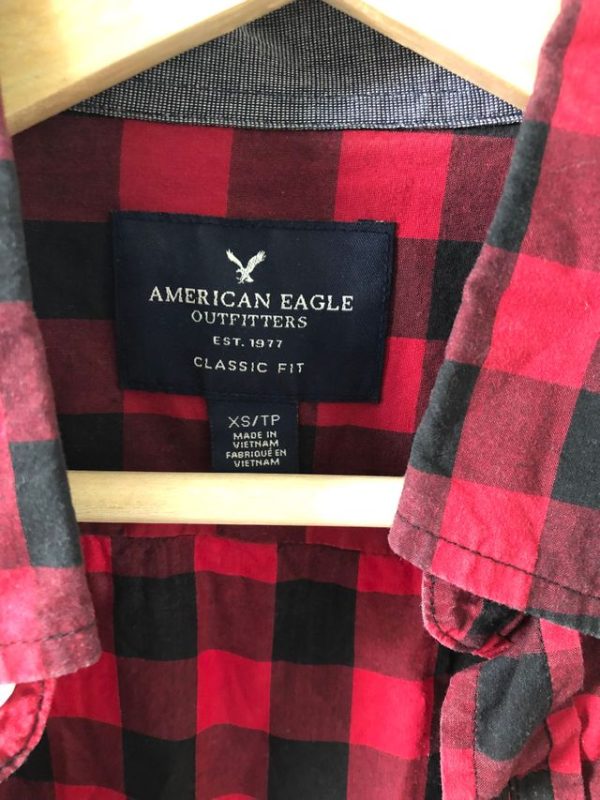 AMERICAN EAGLE
OUTFITTERS
EST. 1977
CLASSIC FIT
XS/TP
MADE IN
VIETNAM
FABRIQUÉ EN
VIETNAM